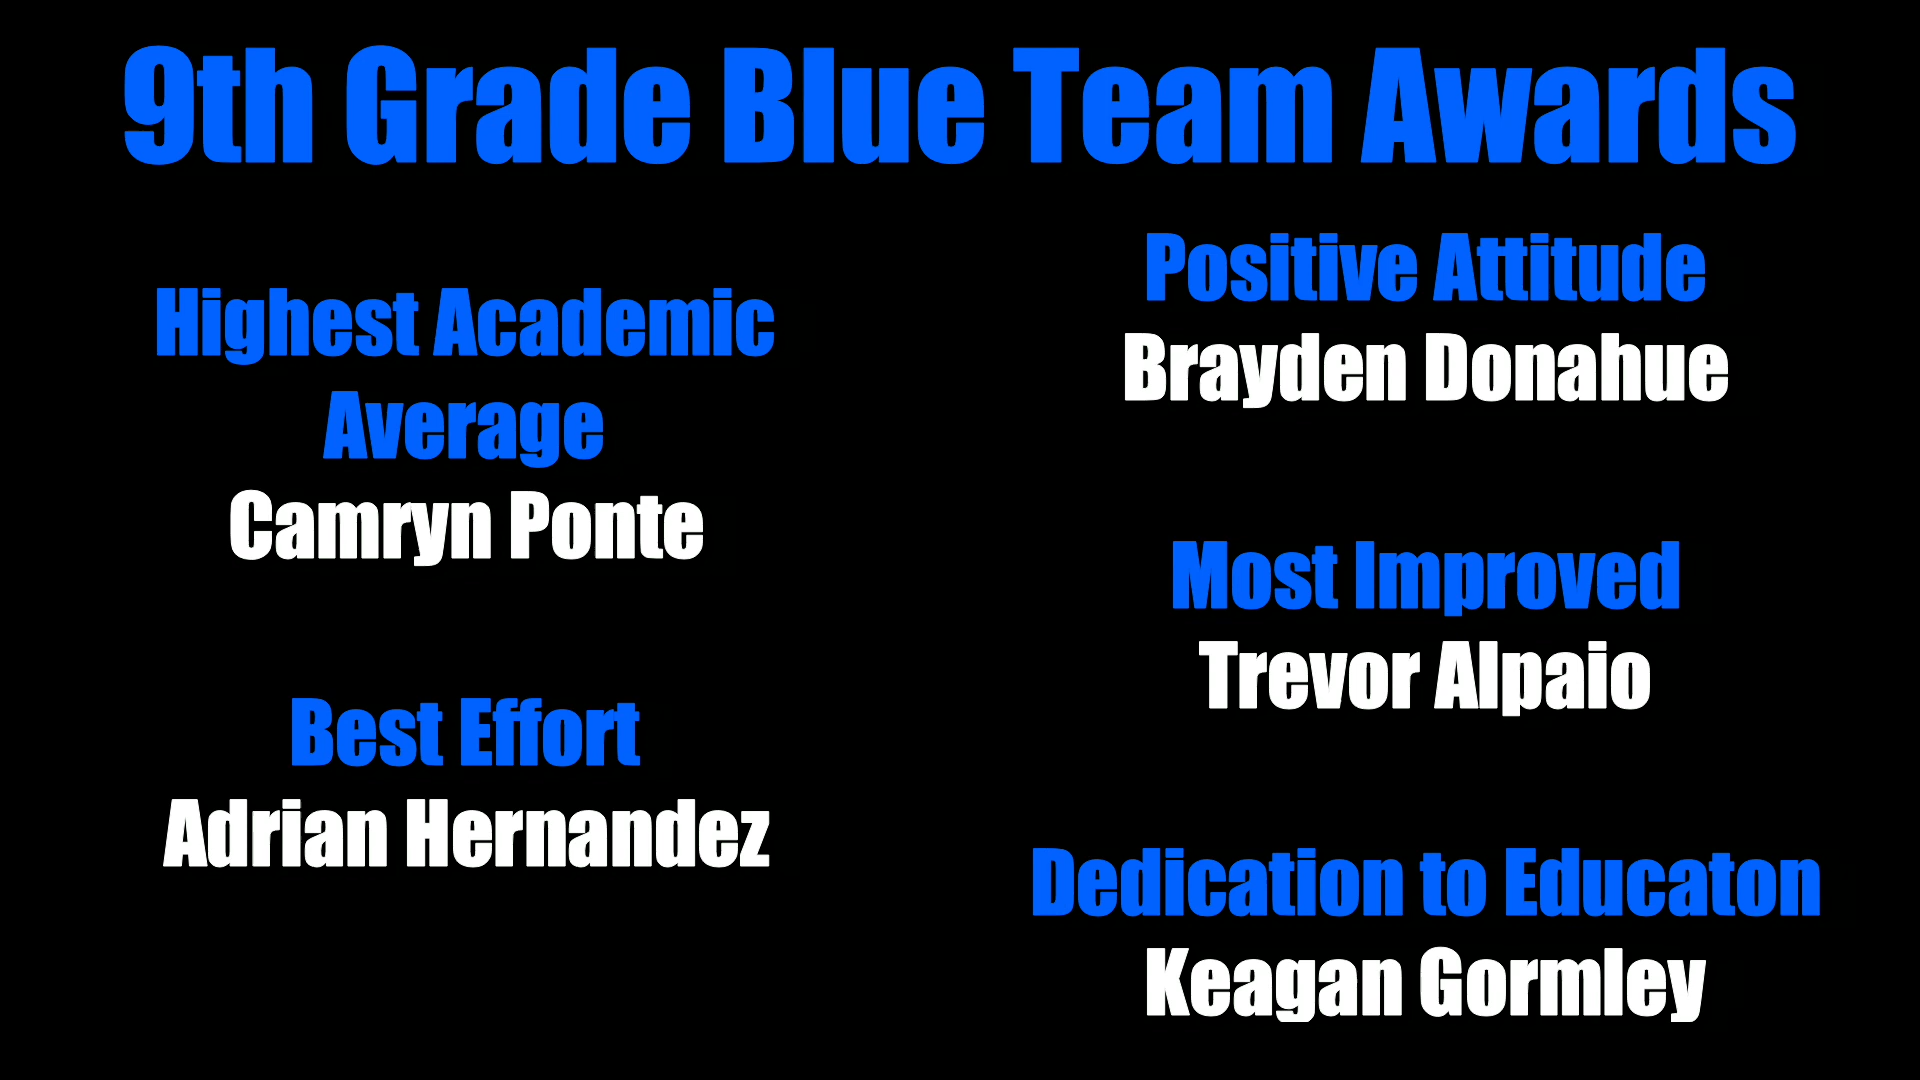 9th Grade Blue Team Awards
Highest Academic
Average
Camryn Ponte
Best Effort
Adrian Hernandez
Positive Attitude
Brayden Donahue
Most Improved
Trevor Alpaio
Dedication to Educaton
Keagan Gormley